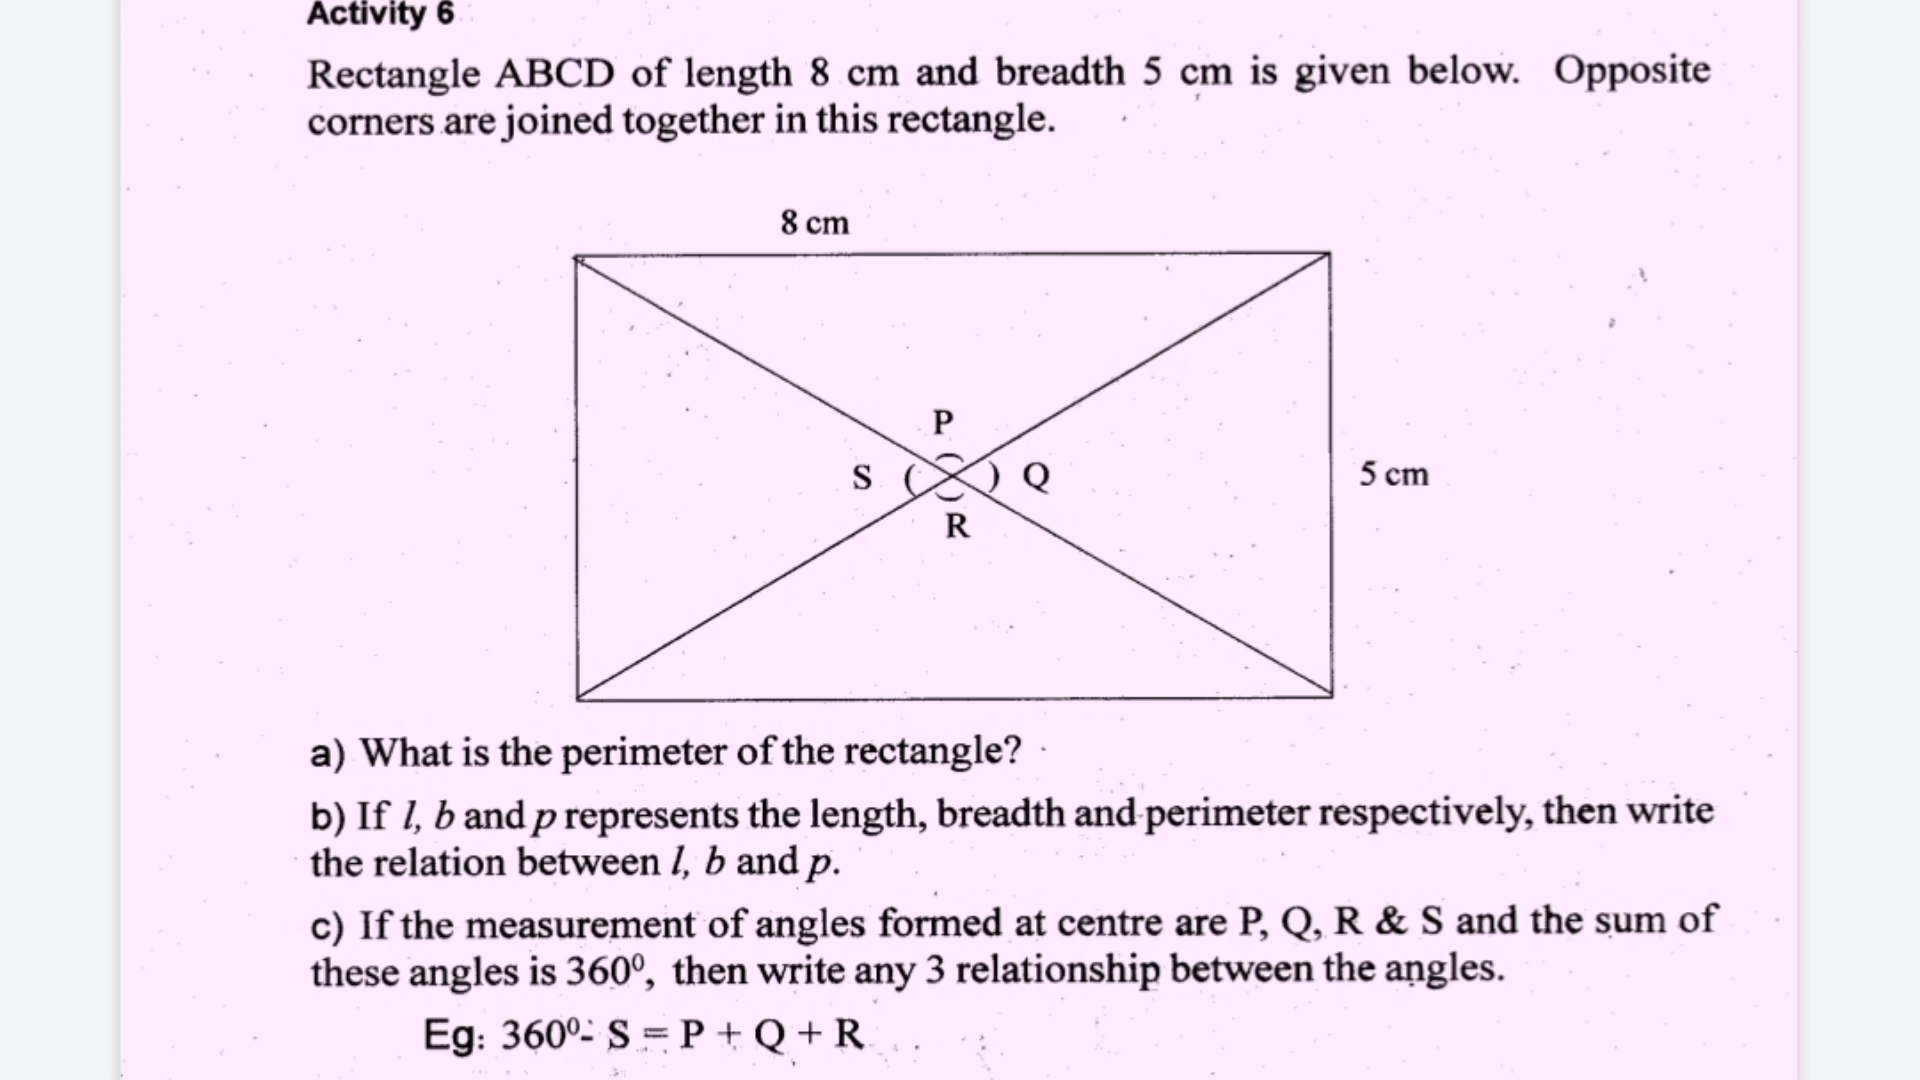 Activity 6
Rectangle ABCD of length 8 cm and breadth 5 cm is given below. Opposite
corners are joined together in this rectangle.
8 cm
P
S Q
5 cm
R
a) What is the perimeter of the rectangle?
b) If l, b and p represents the length, breadth and perimeter respectively, then write
the relation between l, b and p.
c) If the measurement of angles formed at centre are P, Q, R & S and the sum of
these angles is 360⁰, then write any 3 relationship between the angles.
Eg: 360⁰- S = P + Q + R